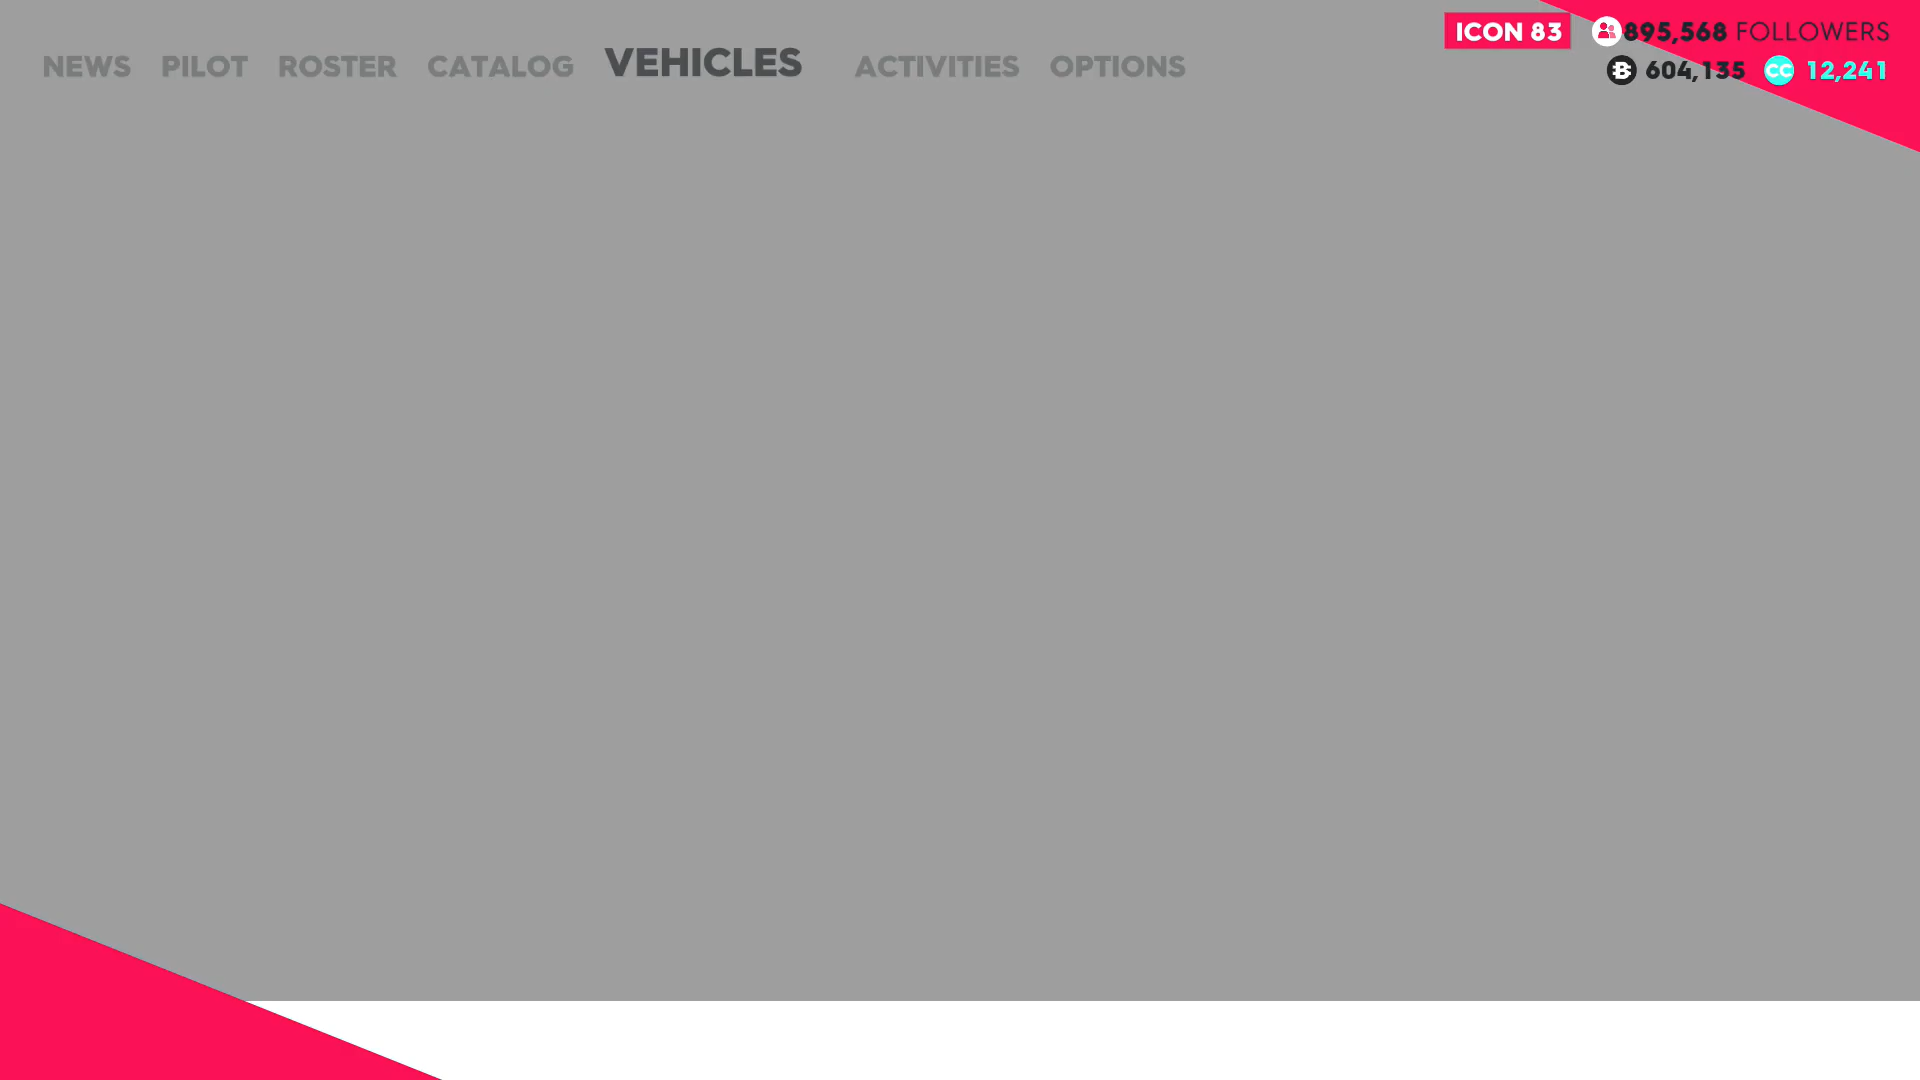 NEWS PILOT ROSTER CATALOG VEHICLES ACTIVITIES OPTIONS
ICON 83 895,568 FOLLOWERS
604,135 CC 12,241